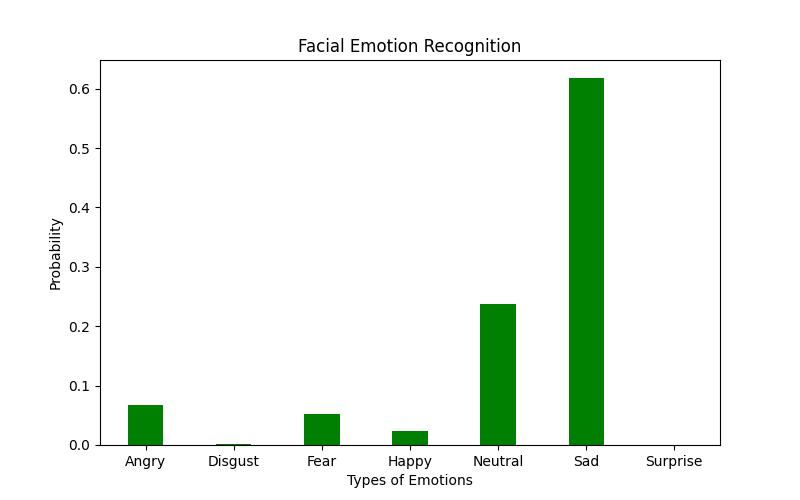 Facial Emotion Recognition
Probability
0.6
0.5
0.4
0.3
0.2
0.1
0.0
Angry Disgust Fear Happy Neutral Sad Surprise
Types of Emotions